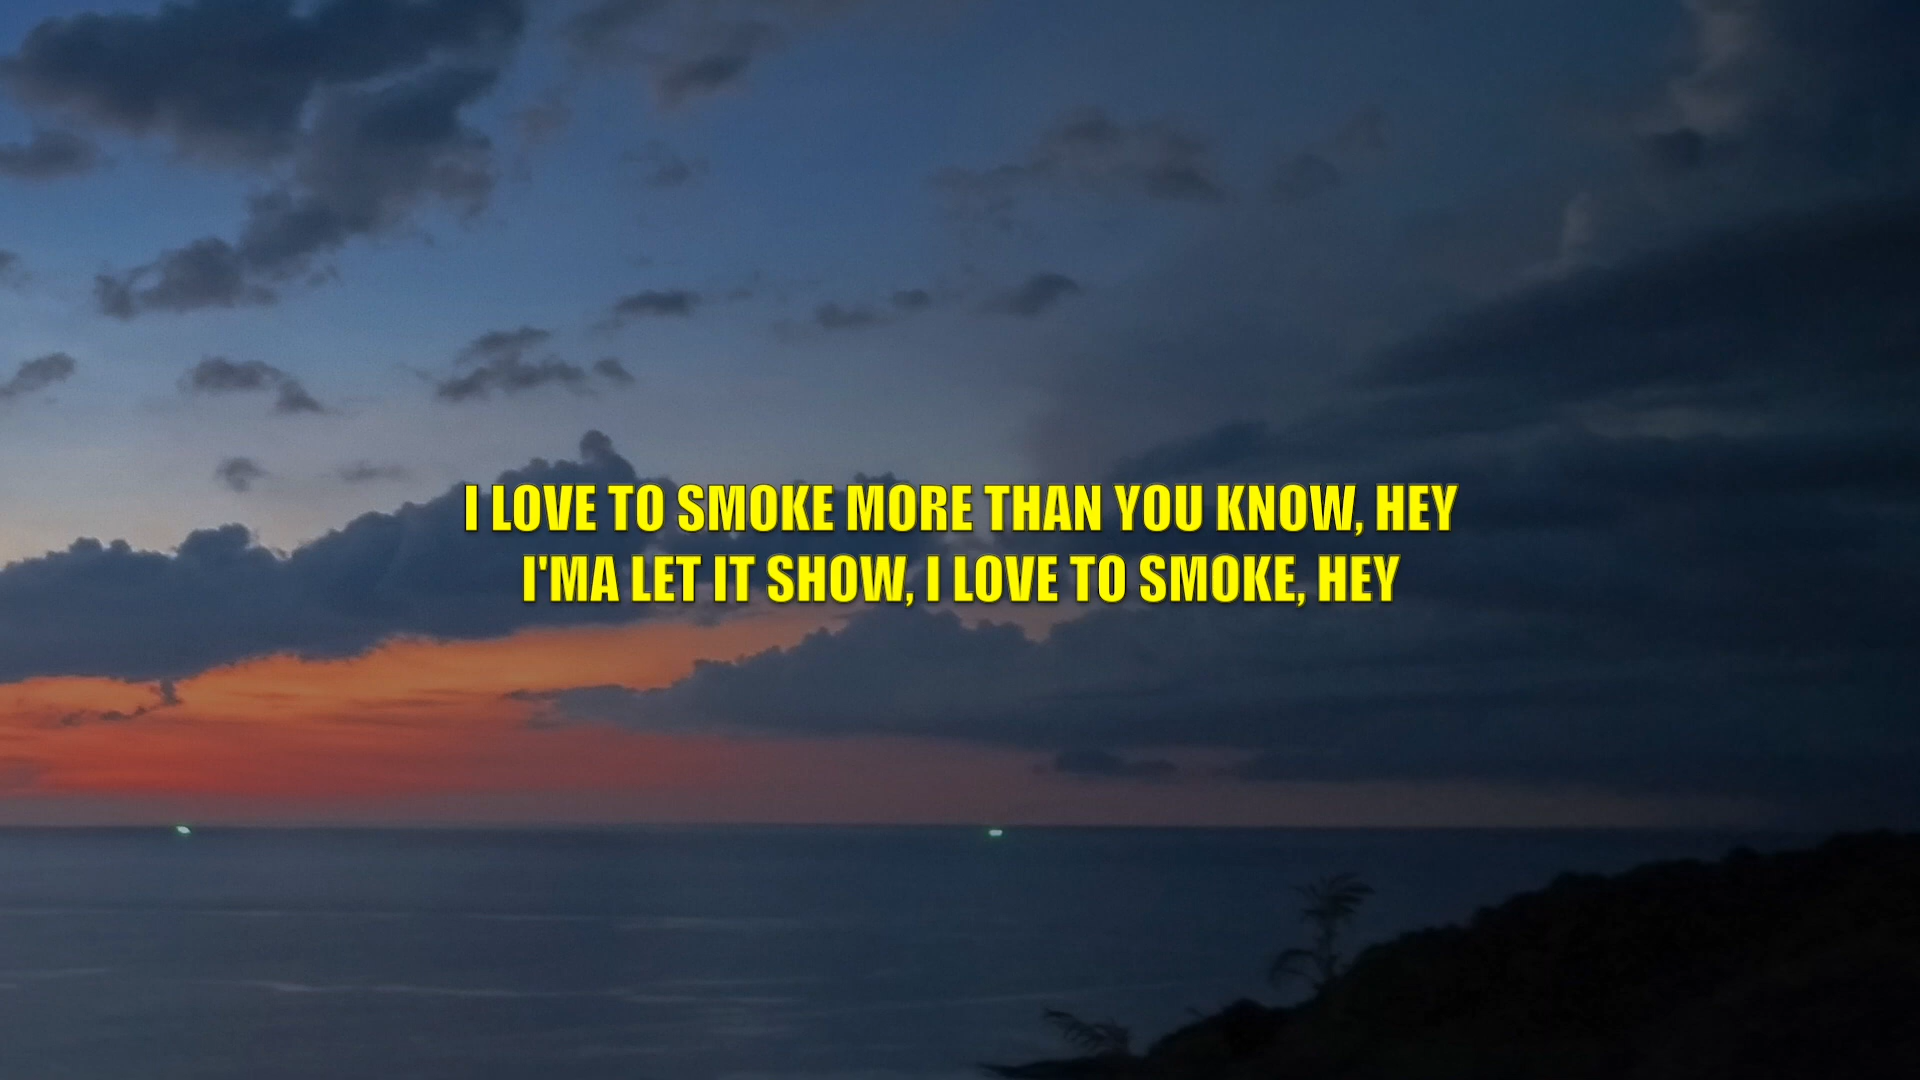 I LOVE TO SMOKE MORE THAN YOU KNOW, HEY
I'MA LET IT SHOW, I LOVE TO SMOKE, HEY